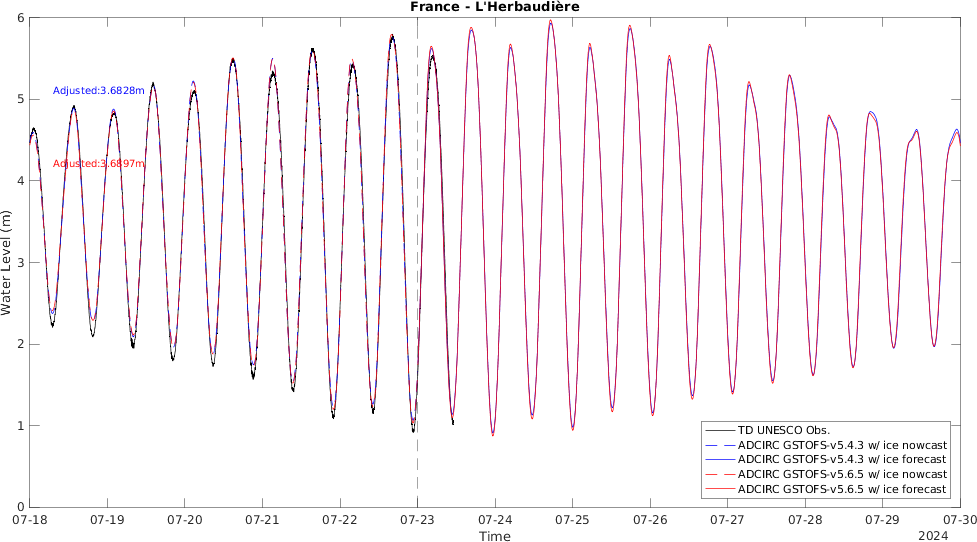 France - L'Herbaudière
6
5
4
3
2
1
0
Water Level (m)
Adjusted:3.6828m
Adjusted:3.6897m
TD UNESCO Obs.
ADCIRC GSTOFS-v5.4.3 w/ ice nowcast
ADCIRC GSTOFS-v5.4.3 w/ ice forecast
ADCIRC GSTOFS-v5.6.5 w/ ice nowcast
ADCIRC GSTOFS-v5.6.5 w/ ice forecast
07-18 07-19 07-20 07-21 07-22 07-23 07-24 07-25 07-26 07-27 07-28 07-29 07-30
Time
2024